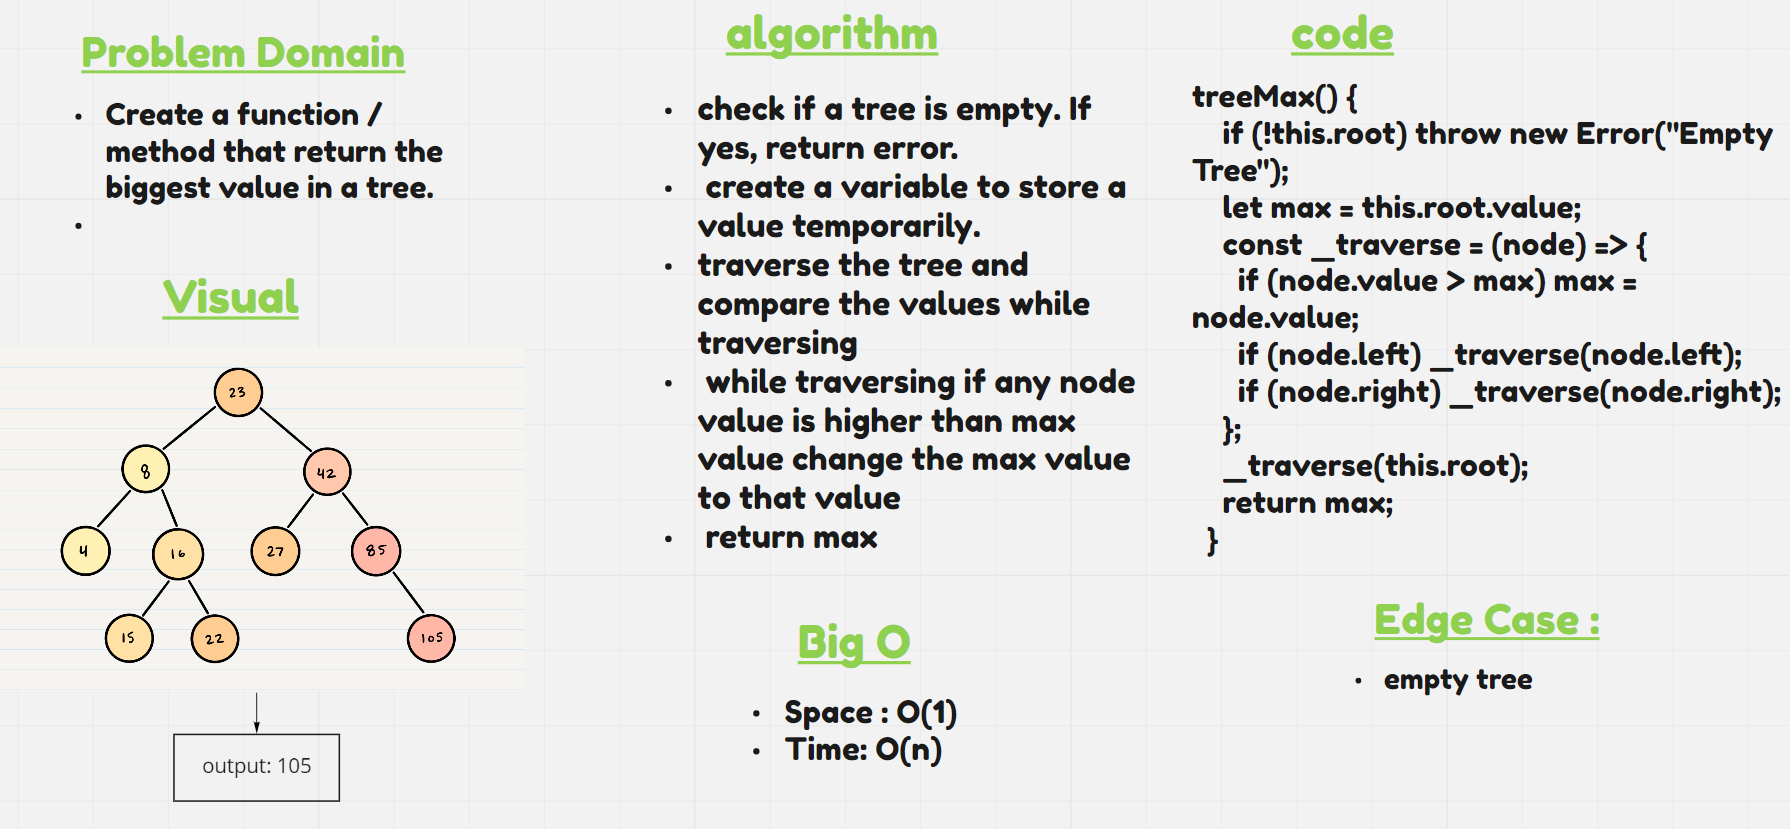 Problem Domain
• Create a function /
method that return the
biggest value in a tree.
•
Visual
23
8
42
4
16
27
85
15
22
105
output: 105
algorithm
• check if a tree is empty. If
yes, return error.
• create a variable to store a
value temporarily.
• traverse the tree and
compare the values while
traversing
• while traversing if any node
value is higher than max
value change the max value
to that value
• return max
Big O
• Space : O(1)
• Time: O(n)
code
treeMax() {
if (!this.root) throw new Error("Empty
Tree");
let max = this.root.value;
const _traverse = (node) => {
if (node.value > max) max =
node.value;
if (node.left) _traverse(node.left);
if (node.right) _traverse(node.right);
};
_traverse(this.root);
return max;
}
Edge Case :
• empty tree